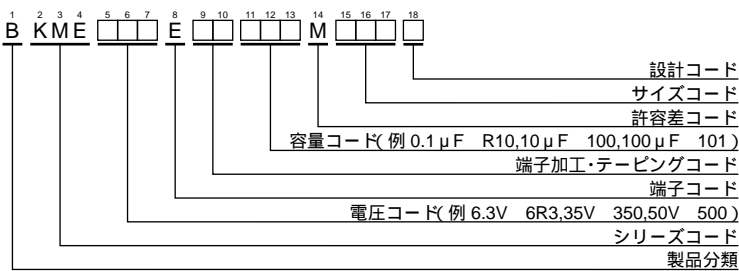 1 2 3 4 5 6 7 8 9 10 11 12 13 14 15 16 17 18
B KME □□□ E □□ □□□ M □□□ □
設計コード
サイズコード
許容差コード
容量コード(例 0.1μF R10,10μF 100,100μF 101)
端子加工・テーピングコード
端子コード
電圧コード(例 6.3V 6R3,35V 350,50V 500)
シリーズコード
製品分類